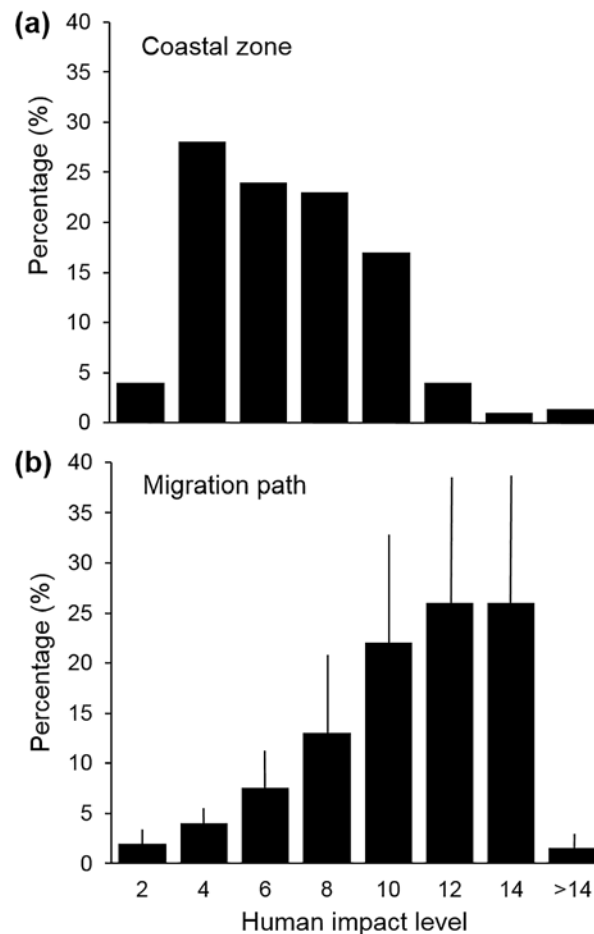 (a)
Coastal zone
Percentage (%)
40
35
30
25
20
15
10
5
0
(b)
Migration path
Percentage (%)
40
35
30
25
20
15
10
5
0
2 4 6 8 10 12 14 >14
Human impact level